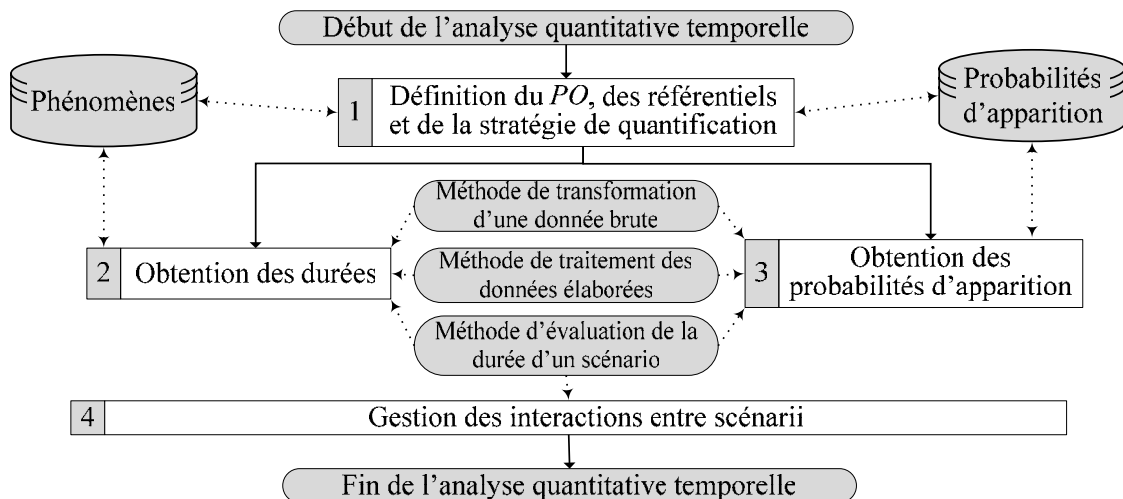 Début de l'analyse quantitative temporelle
Phénomènes
1
Définition du PO, des référentiels
et de la stratégie de quantification
Probabilités
d'apparition
Méthode de transformation
d'une donnée brute
2
Obtention des durées
Méthode de traitement des
données élaborées
3
Obtention des
probabilités d'apparition
Méthode d'évaluation de la
durée d'un scénario
4
Gestion des interactions entre scénarii
Fin de l'analyse quantitative temporelle